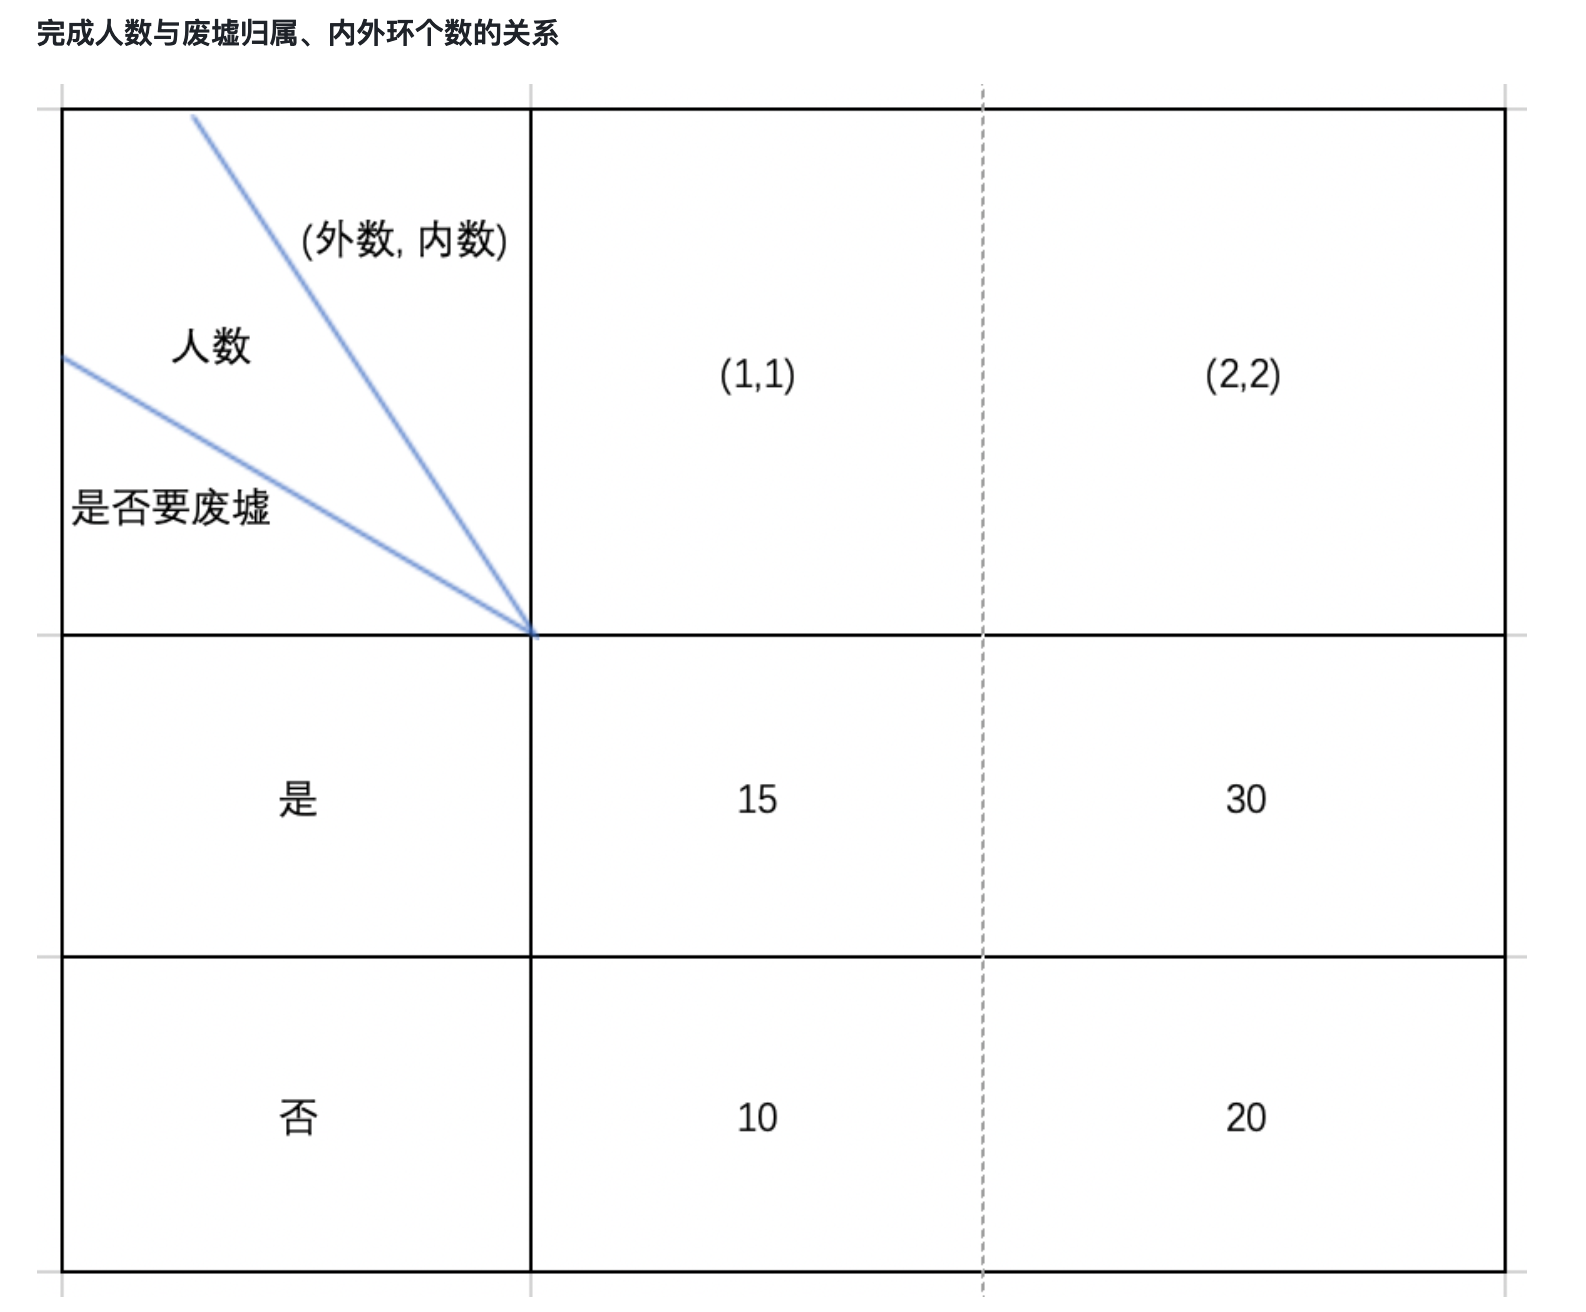 完成人数与废墟归属、内外环个数的关系
(外数, 内数)
人数
是否要废墟
(1,1)
(2,2)
是
15
30
否
10
20